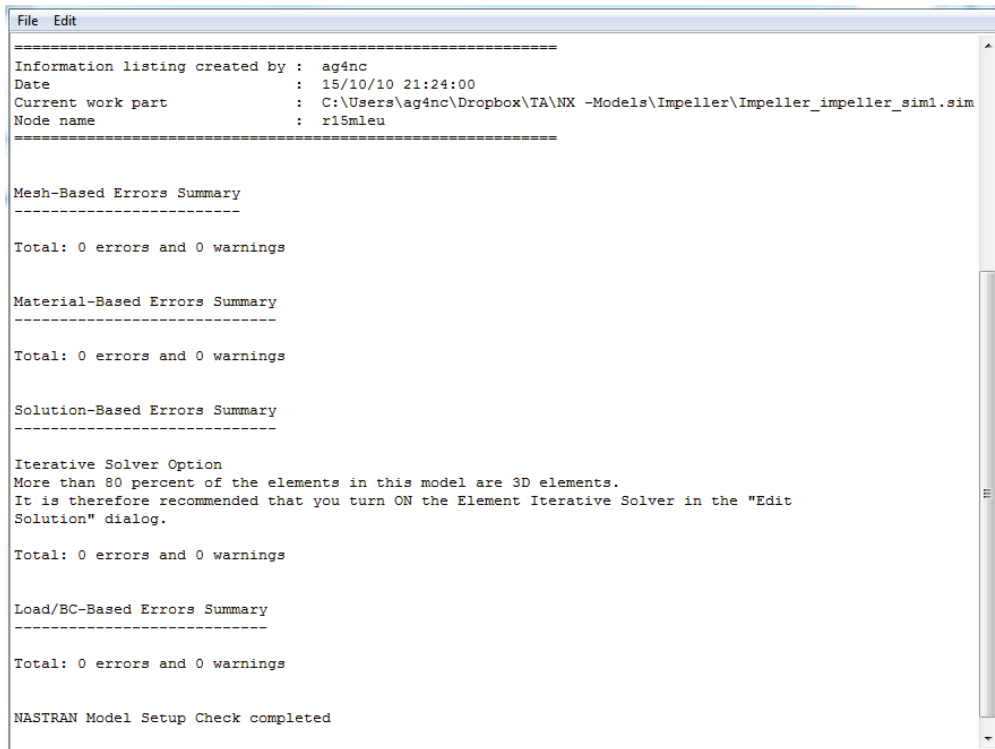 File Edit
============================================================
Information listing created by : ag4nc
Date : 15/10/10 21:24:00
Current work part : C:\Users\ag4nc\Dropbox\TA\NX -Models\Impeller\Impeller_impeller_sim1.sim
Node name : r15mleu
============================================================
Mesh-Based Errors Summary
-------------------------
Total: 0 errors and 0 warnings
Material-Based Errors Summary
-----------------------------
Total: 0 errors and 0 warnings
Solution-Based Errors Summary
-----------------------------
Iterative Solver Option
More than 80 percent of the elements in this model are 3D elements.
It is therefore recommended that you turn ON the Element Iterative Solver in the "Edit
Solution" dialog.
Total: 0 errors and 0 warnings
Load/BC-Based Errors Summary
----------------------------
Total: 0 errors and 0 warnings
NASTRAN Model Setup Check completed